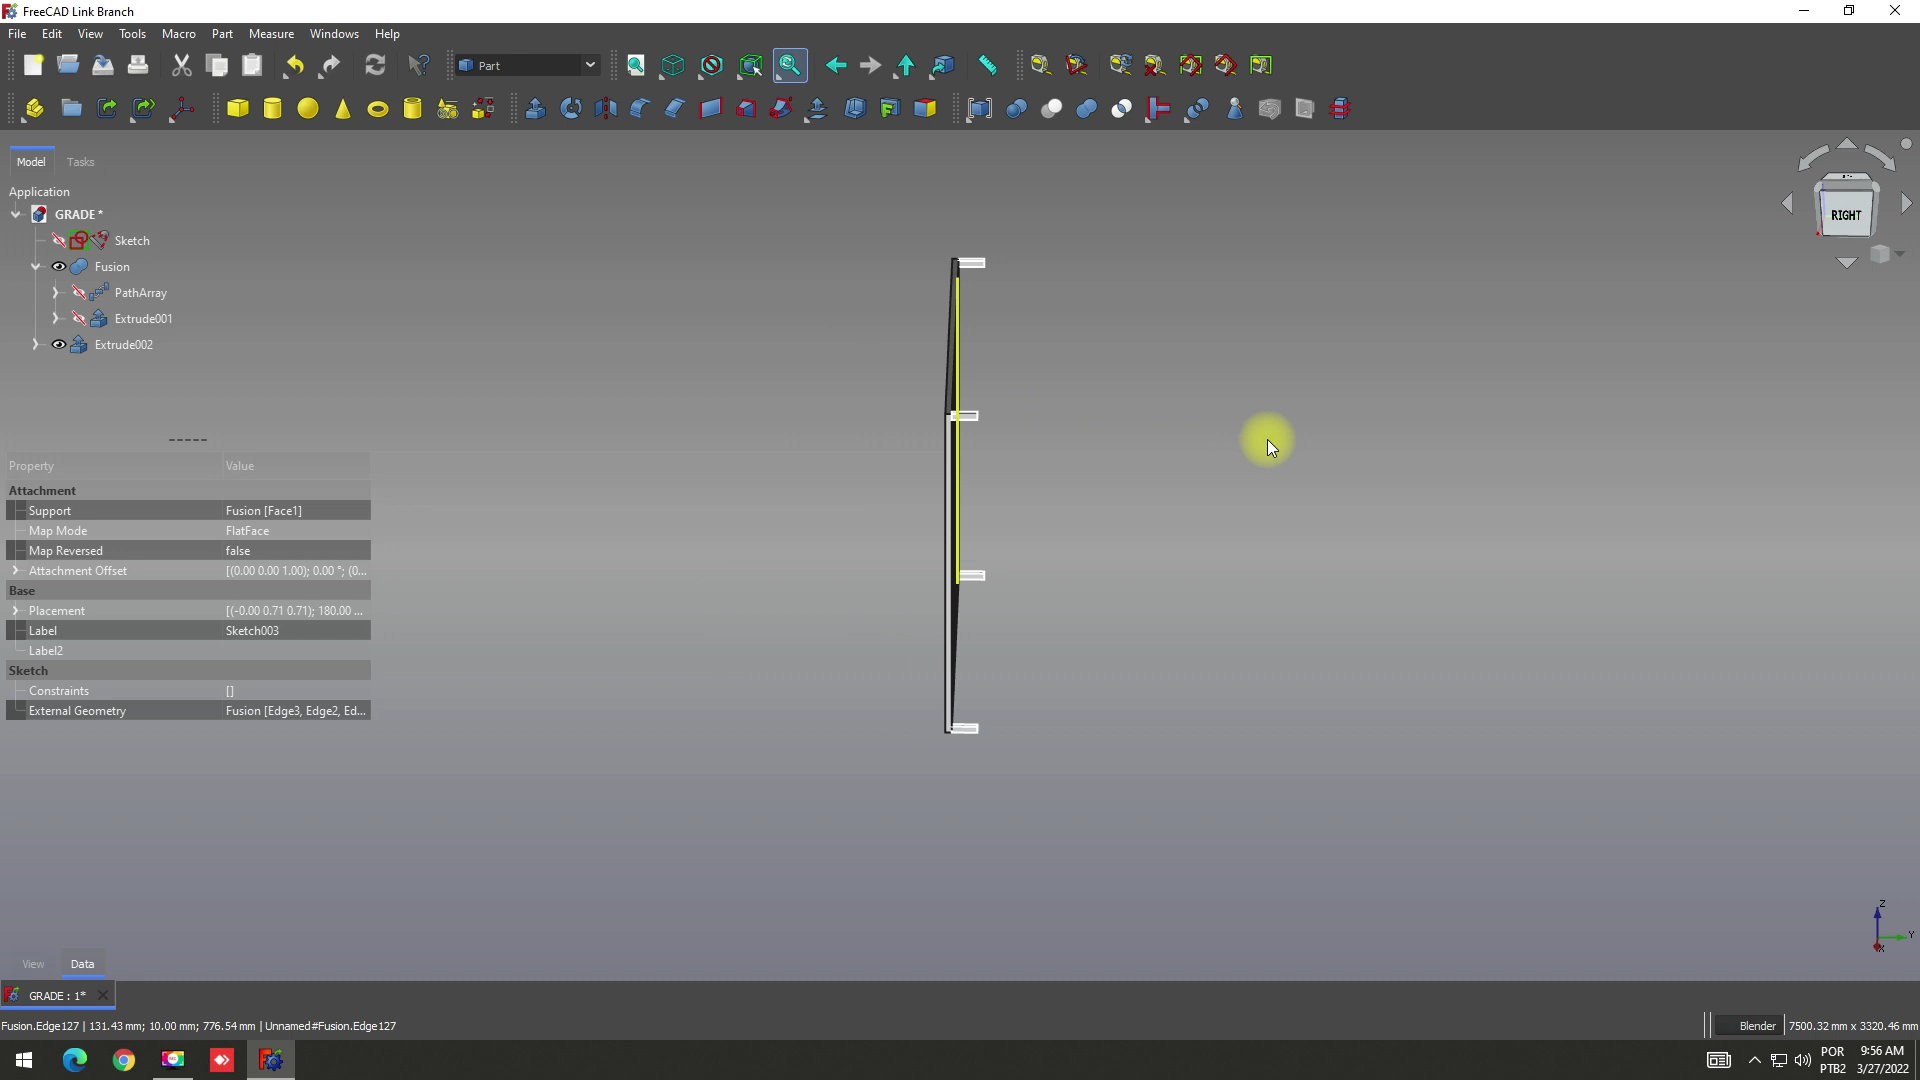 FreeCAD Link Branch
File Edit View Tools Macro Part Measure Windows Help
Part
Model Tasks
Application
GRADE *
Sketch
Fusion
PathArray
Extrude001
Extrude002
RIGHT
Property Value
Attachment
Support Fusion [Face1]
Map Mode FlatFace
Map Reversed false
Attachment Offset [(0.00 0.00 1.00); 0.00 °; (0...
Base
Placement [(-0.00 0.71 0.71); 180.00 ...
Label Sketch003
Label2
Sketch
Constraints []
External Geometry Fusion [Edge3, Edge2, Ed...
Z
Y
X
View Data
GRADE : 1*
Fusion.Edge127 | 131.43 mm; 10.00 mm; 776.54 mm | Unnamed#Fusion.Edge127
Blender 7500.32 mm x 3320.46 mm
POR 9:56 AM
PTB2 3/27/2022